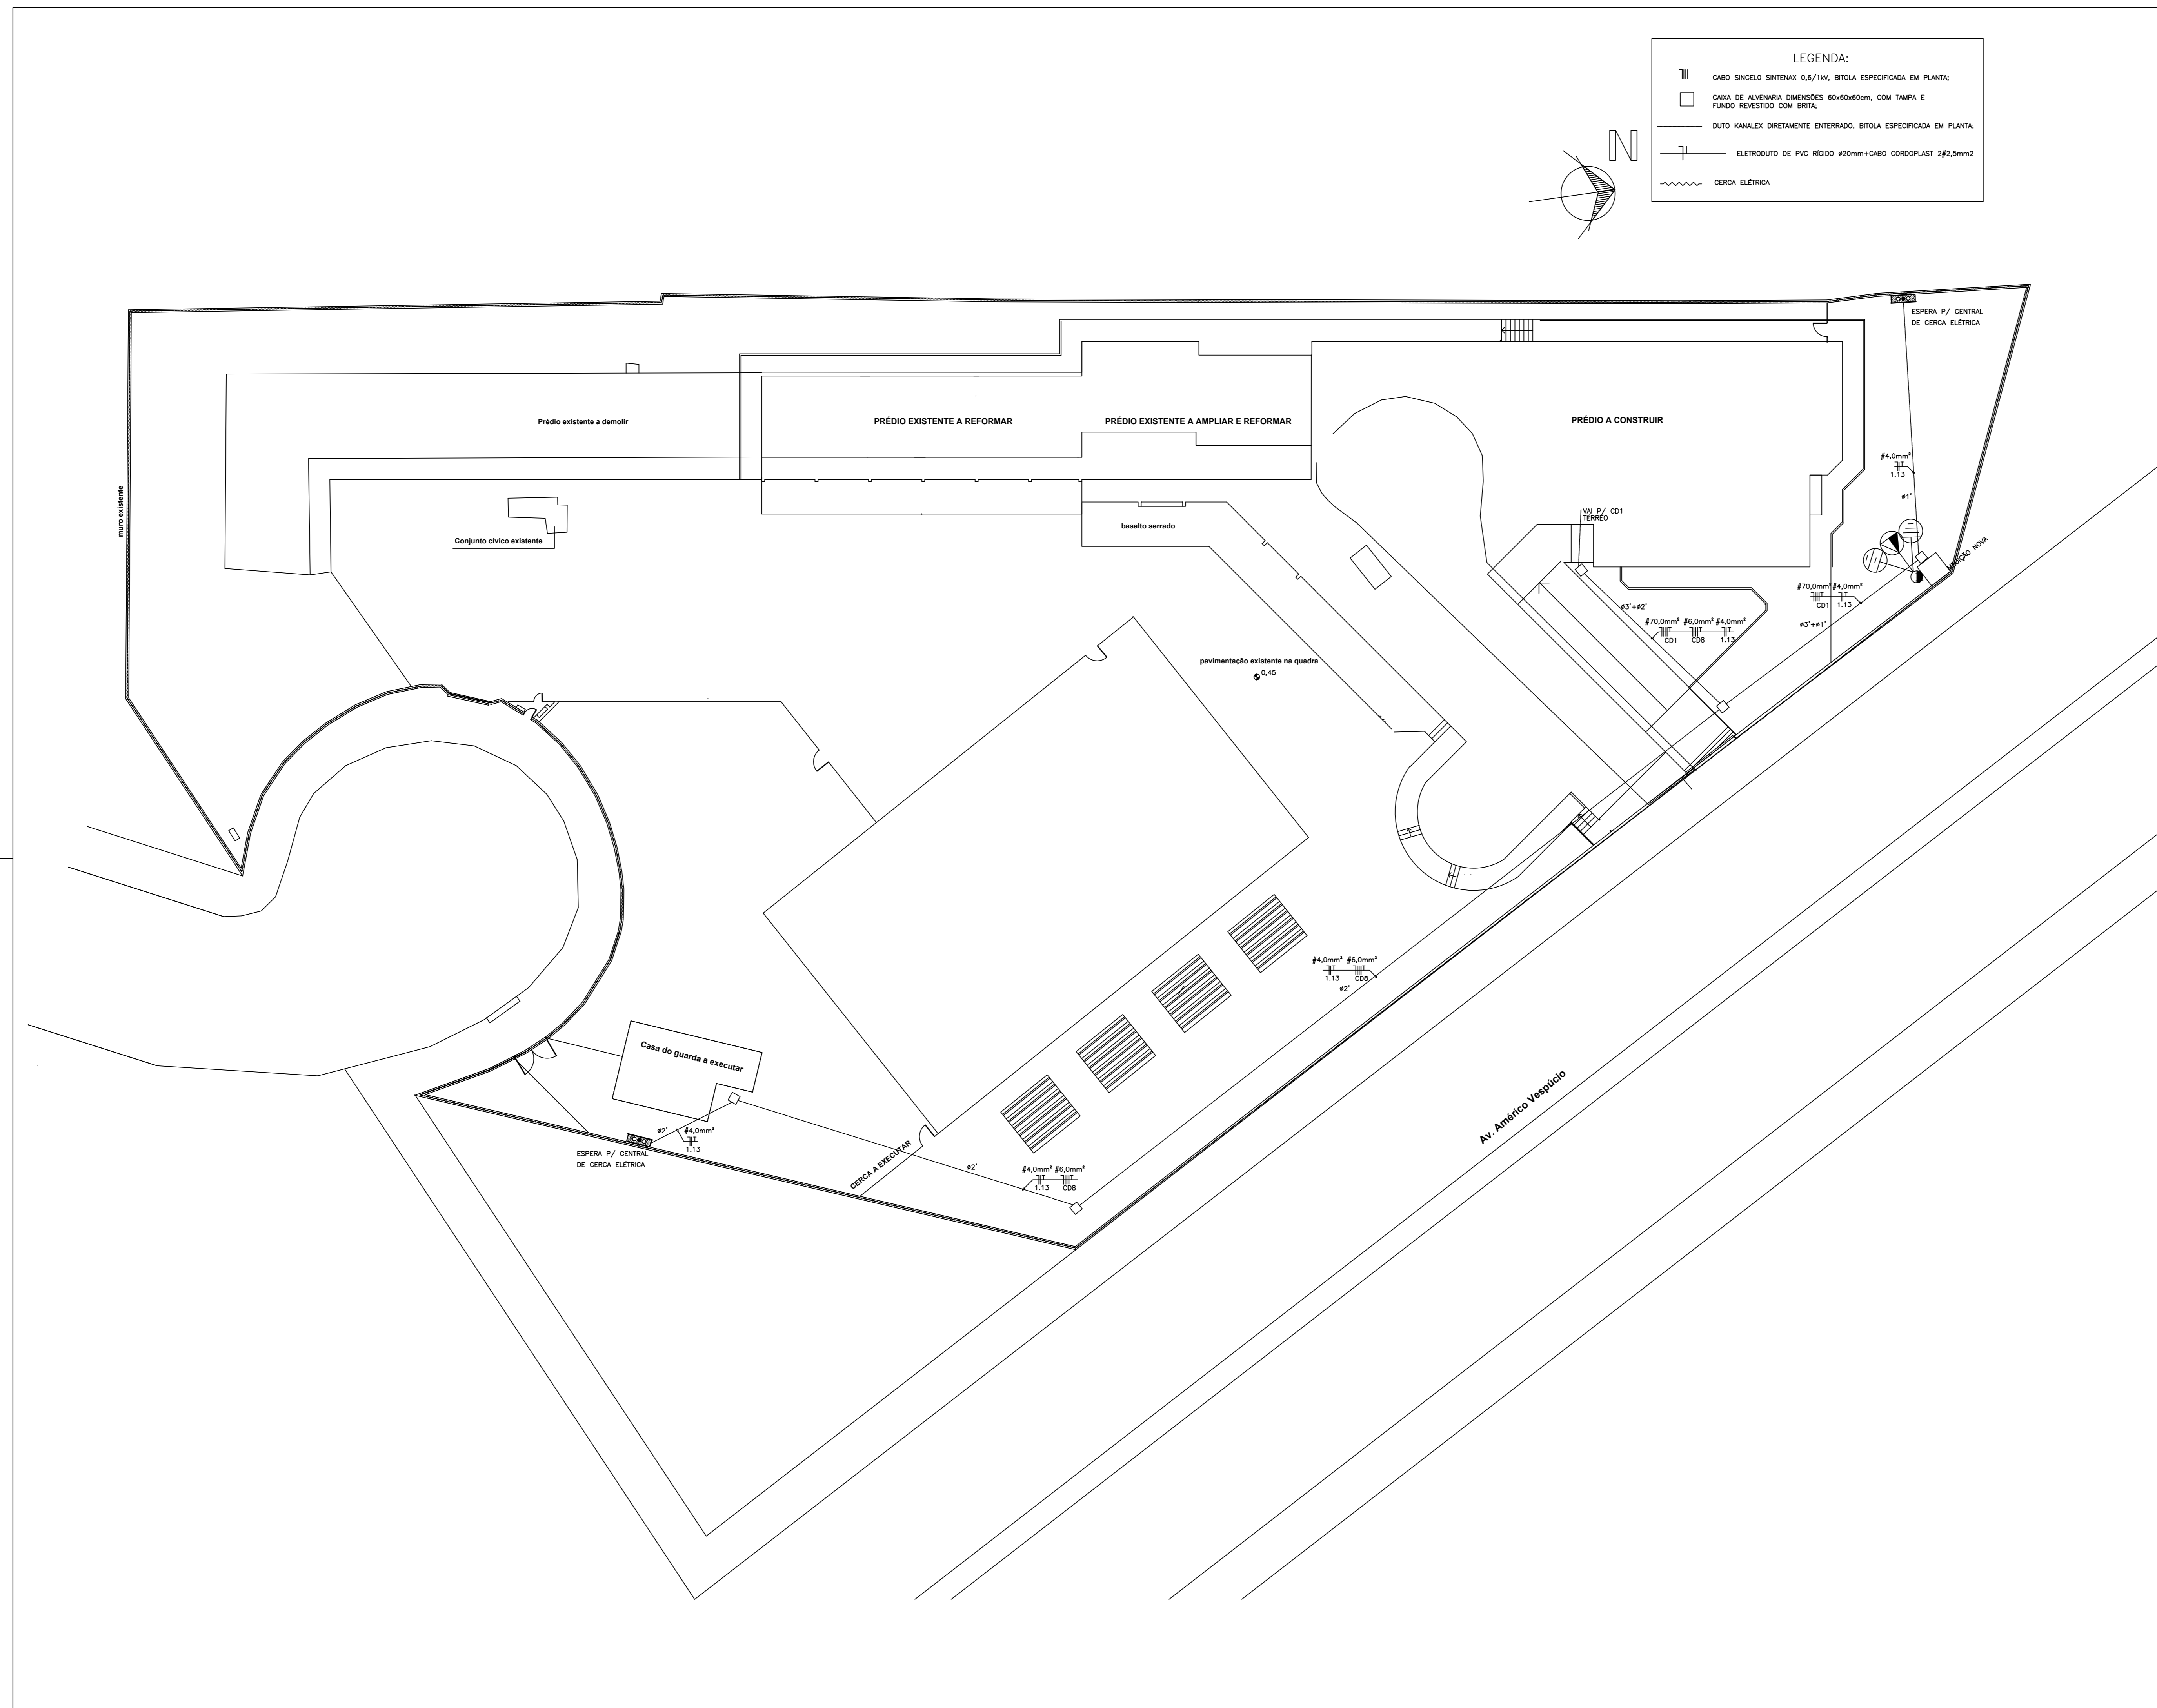 LEGENDA:
CABO SINGELO SINTENAX 0,6/1kV, BITOLA ESPECIFICADA EM PLANTA;
CAIXA DE ALVENARIA DIMENSÕES 60x60x60cm, COM TAMPA E
FUNDO REVESTIDO COM BRITA;
DUTO KANALEX DIRETAMENTE ENTERRADO, BITOLA ESPECIFICADA EM PLANTA;
ELETRODUTO DE PVC RÍGIDO ø20mm+CABO CORDOPLAST 2#2,5mm2
CERCA ELÉTRICA
N
ESPERA P/ CENTRAL
DE CERCA ELÉTRICA
Prédio existente a demolir
PRÉDIO EXISTENTE A REFORMAR
PRÉDIO EXISTENTE A AMPLIAR E REFORMAR
PRÉDIO A CONSTRUIR
#4,0mm²
1.13
ø1'
muro existente
Conjunto cívico existente
basalto serrado
VAI P/ CD1
TÉRREO
MEDIÇÃO NOVA
#70,0mm² #4,0mm²
CD1 1.13
ø3'+ø1'
ø3'+ø2'
#70,0mm² #6,0mm² #4,0mm²
CD1 CD8 1.13
pavimentação existente na quadra
0,45
#4,0mm² #6,0mm²
1.13 CD8
ø2'
Casa do guarda a executar
Av. Américo Vespúcio
ø2' #4,0mm²
1.13
ESPERA P/ CENTRAL
DE CERCA ELÉTRICA
CERCA A EXECUTAR
ø2'
#4,0mm² #6,0mm²
1.13 CD8